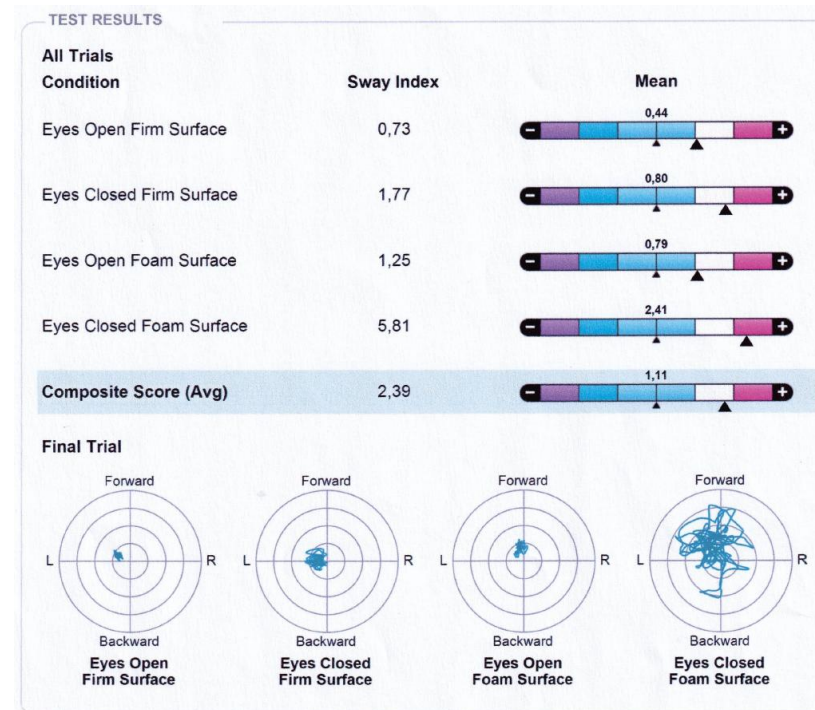 TEST RESULTS
All Trials
Condition Sway Index Mean
Eyes Open Firm Surface 0,73 0,44
Eyes Closed Firm Surface 1,77 0,80
Eyes Open Foam Surface 1,25 0,79
Eyes Closed Foam Surface 5,81 2,41
Composite Score (Avg) 2,39 1,11
Final Trial
Forward Forward Forward Forward
L R L R L R L R
Backward Backward Backward Backward
Eyes Open Eyes Closed Eyes Open Eyes Closed
Firm Surface Firm Surface Foam Surface Foam Surface